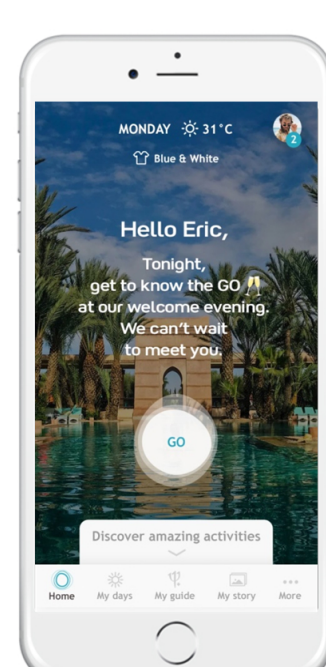 MONDAY 31°C
2
Blue & White
Hello Eric,
Tonight,
get to know the GO 🥂
at our welcome evening.
We can't wait
to meet you.
GO
Discover amazing activities
Home My days My guide My story More